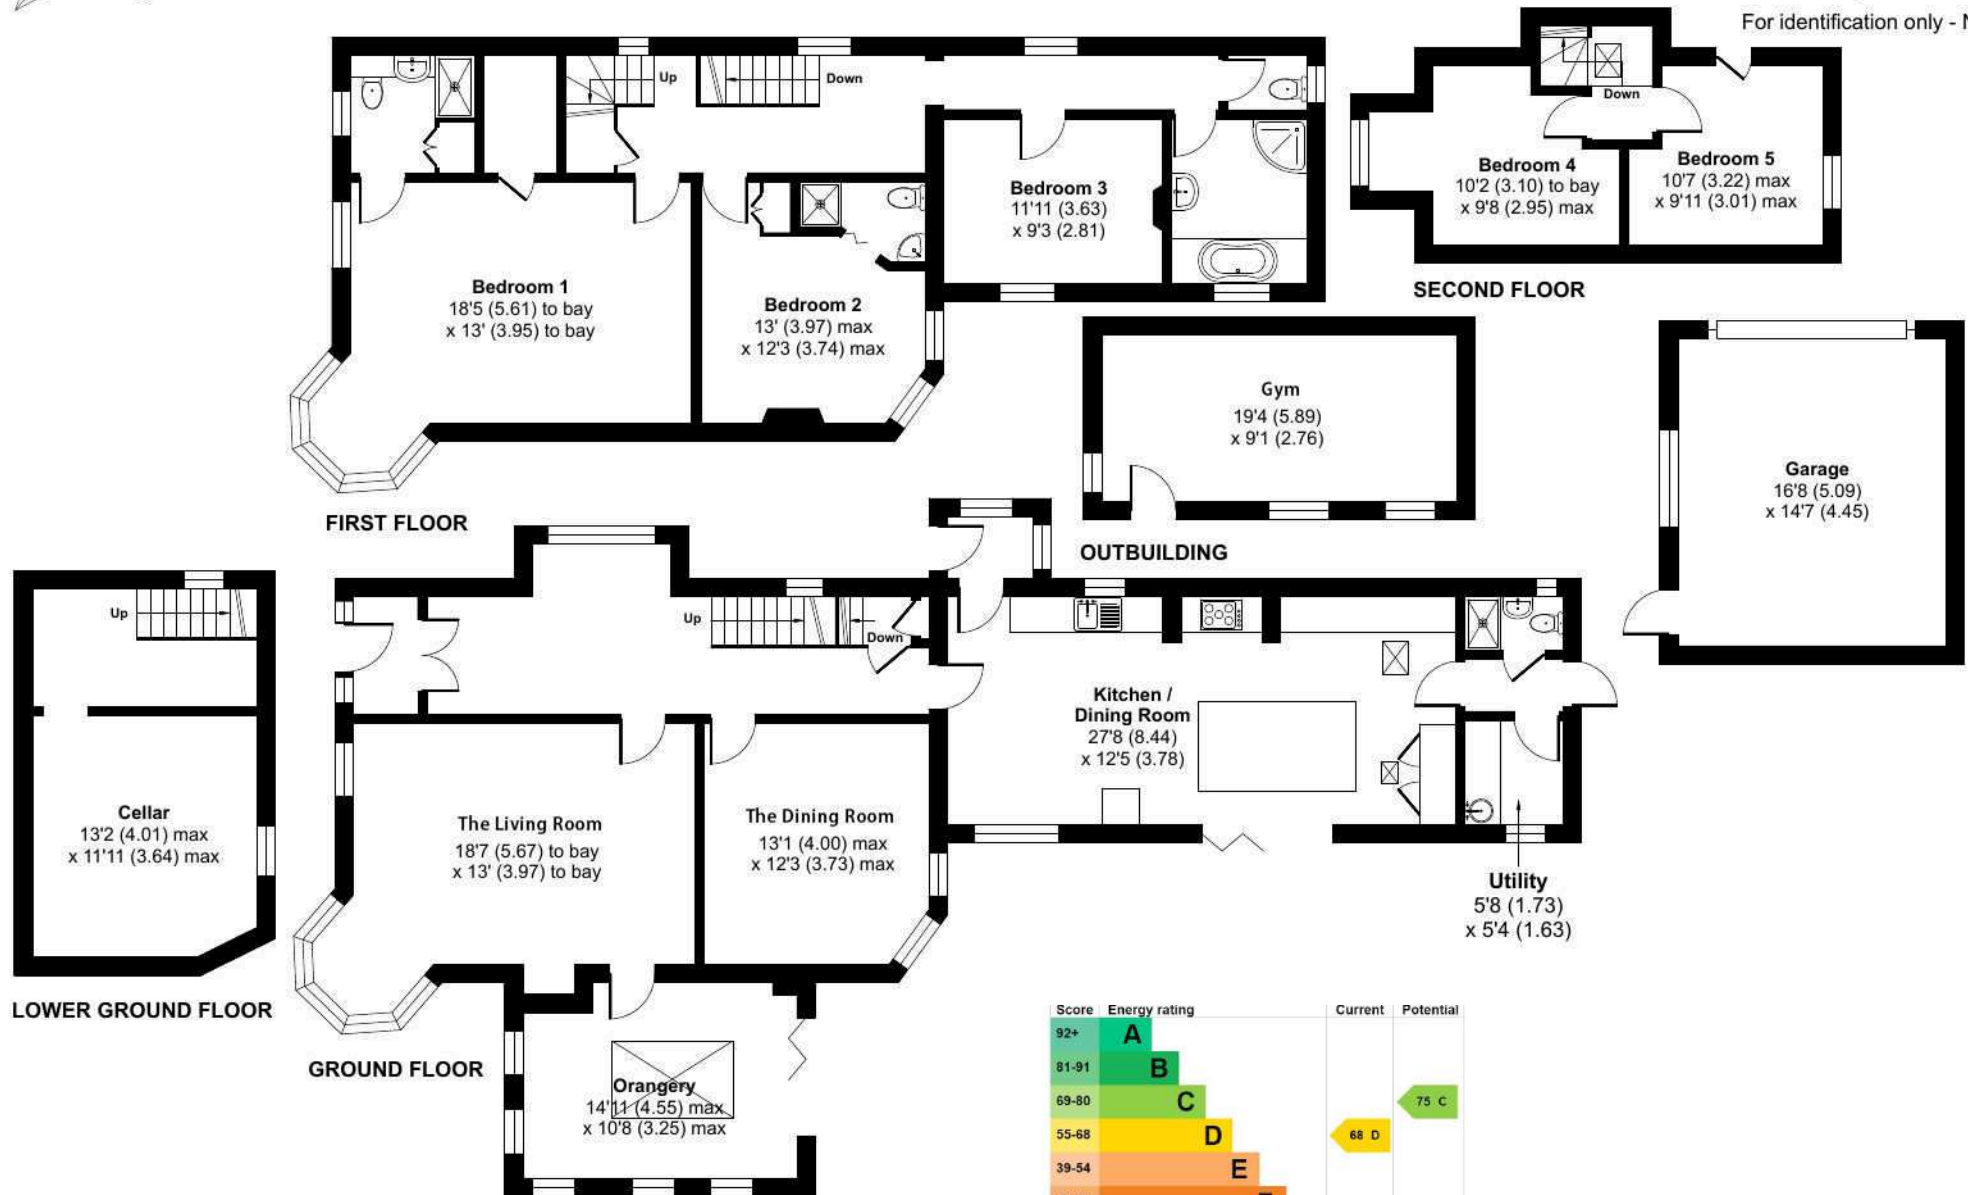 For identification only - N
Up
Down
Bedroom 1
18'5 (5.61) to bay
x 13' (3.95) to bay
Bedroom 2
13' (3.97) max
x 12'3 (3.74) max
Bedroom 3
11'11 (3.63)
x 9'3 (2.81)
FIRST FLOOR
Down
Bedroom 4
10'2 (3.10) to bay
x 9'8 (2.95) max
Bedroom 5
10'7 (3.22) max
x 9'11 (3.01) max
SECOND FLOOR
Gym
19'4 (5.89)
x 9'1 (2.76)
OUTBUILDING
Garage
16'8 (5.09)
x 14'7 (4.45)
Up
Cellar
13'2 (4.01) max
x 11'11 (3.64) max
LOWER GROUND FLOOR
Up
Down
Kitchen /
Dining Room
27'8 (8.44)
x 12'5 (3.78)
The Living Room
18'7 (5.67) to bay
x 13' (3.97) to bay
The Dining Room
13'1 (4.00) max
x 12'3 (3.73) max
Utility
5'8 (1.73)
x 5'4 (1.63)
GROUND FLOOR
Orangery
14'11 (4.55) max
x 10'8 (3.25) max
Score Energy rating Current Potential
92+ A
81-91 B
69-80 C 75 C
55-68 D 68 D
39-54 E